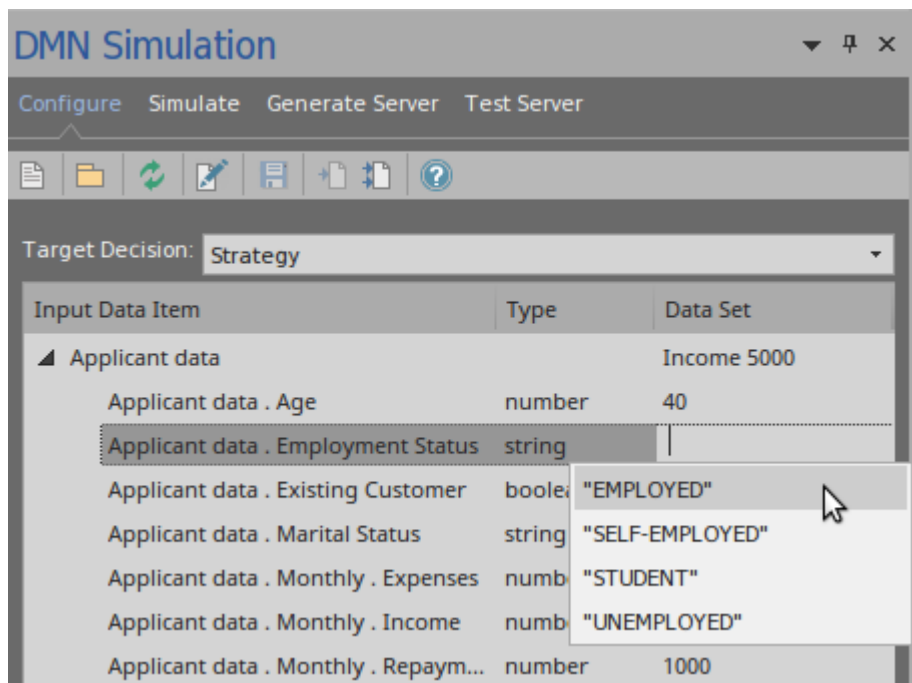 DMN Simulation
Configure Simulate Generate Server Test Server
Target Decision: Strategy
Input Data Item Type Data Set
Applicant data Income 5000
Applicant data . Age number 40
Applicant data . Employment Status string
Applicant data . Existing Customer boolea "EMPLOYED"
Applicant data . Marital Status string "SELF-EMPLOYED"
Applicant data . Monthly . Expenses numb "STUDENT"
Applicant data . Monthly . Income numb "UNEMPLOYED"
Applicant data . Monthly . Repaym... number 1000